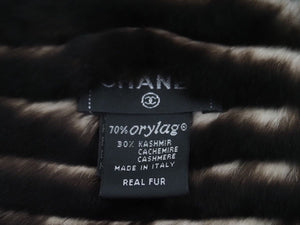 CHANEL
70% orylag®
30% KASHMIR
CACHEMIRE
CASHMERE
MADE IN ITALY
REAL FUR